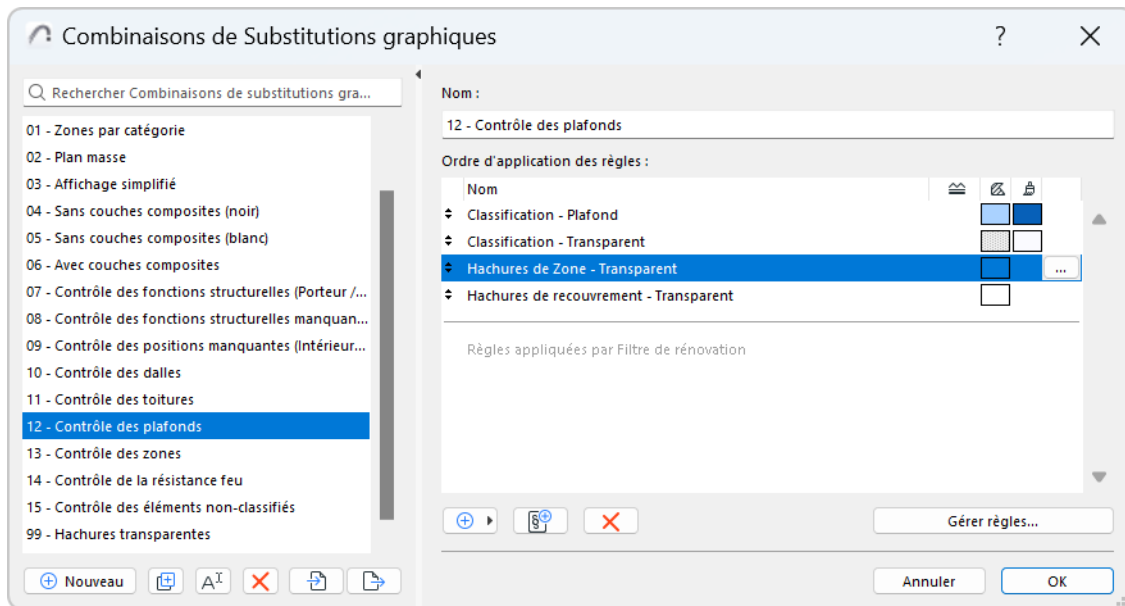 Combinaisons de Substitutions graphiques
?
Rechercher Combinaisons de substitutions gra...
01 - Zones par catégorie
02 - Plan masse
03 - Affichage simplifié
04 - Sans couches composites (noir)
05 - Sans couches composites (blanc)
06 - Avec couches composites
07 - Contrôle des fonctions structurelles (Porteur /...
08 - Contrôle des fonctions structurelles manquan...
09 - Contrôle des positions manquantes (Intérieur...
10 - Contrôle des dalles
11 - Contrôle des toitures
12 - Contrôle des plafonds
13 - Contrôle des zones
14 - Contrôle de la résistance feu
15 - Contrôle des éléments non-classifiés
99 - Hachures transparentes
Nouveau
Nom :
12 - Contrôle des plafonds
Ordre d'application des règles :
Nom
Classification - Plafond
Classification - Transparent
Hachures de Zone - Transparent
...
Hachures de recouvrement - Transparent
Règles appliquées par Filtre de rénovation
Gérer règles...
Annuler
OK